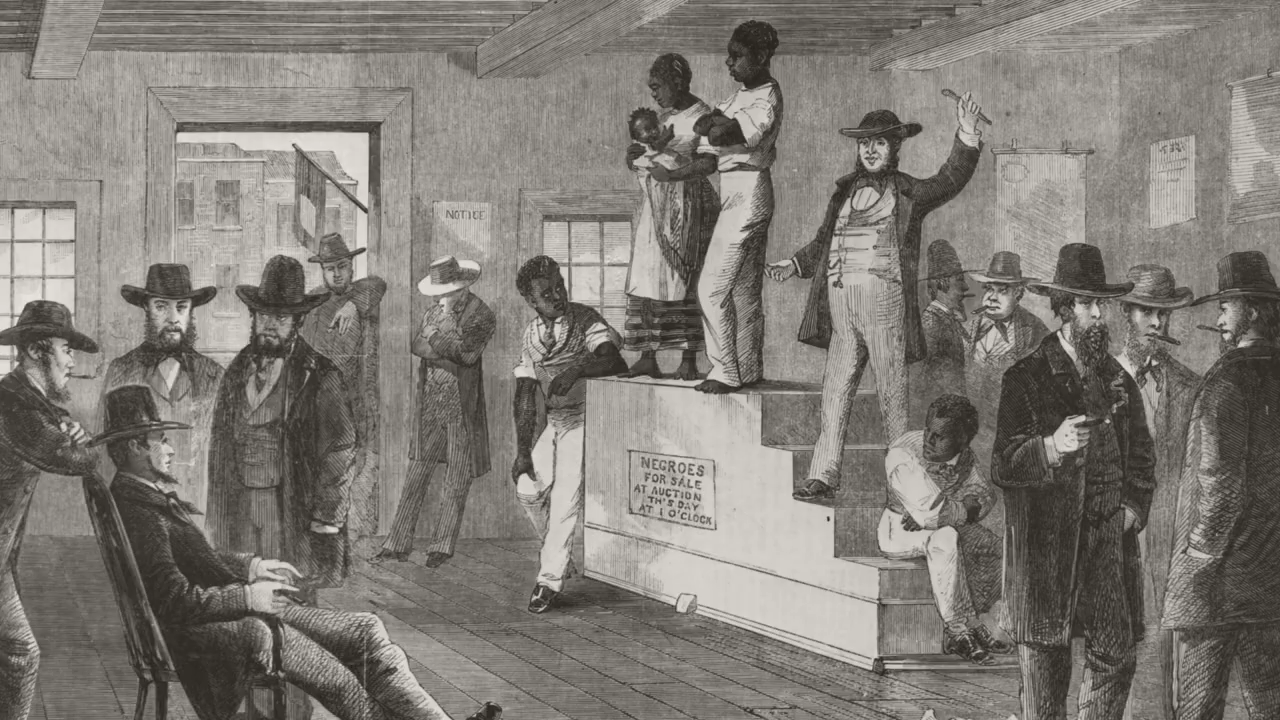 NOTICE
NEGROES
FOR SALE
AT AUCTION
TH'S DAY
AT 1 O'CLOCK